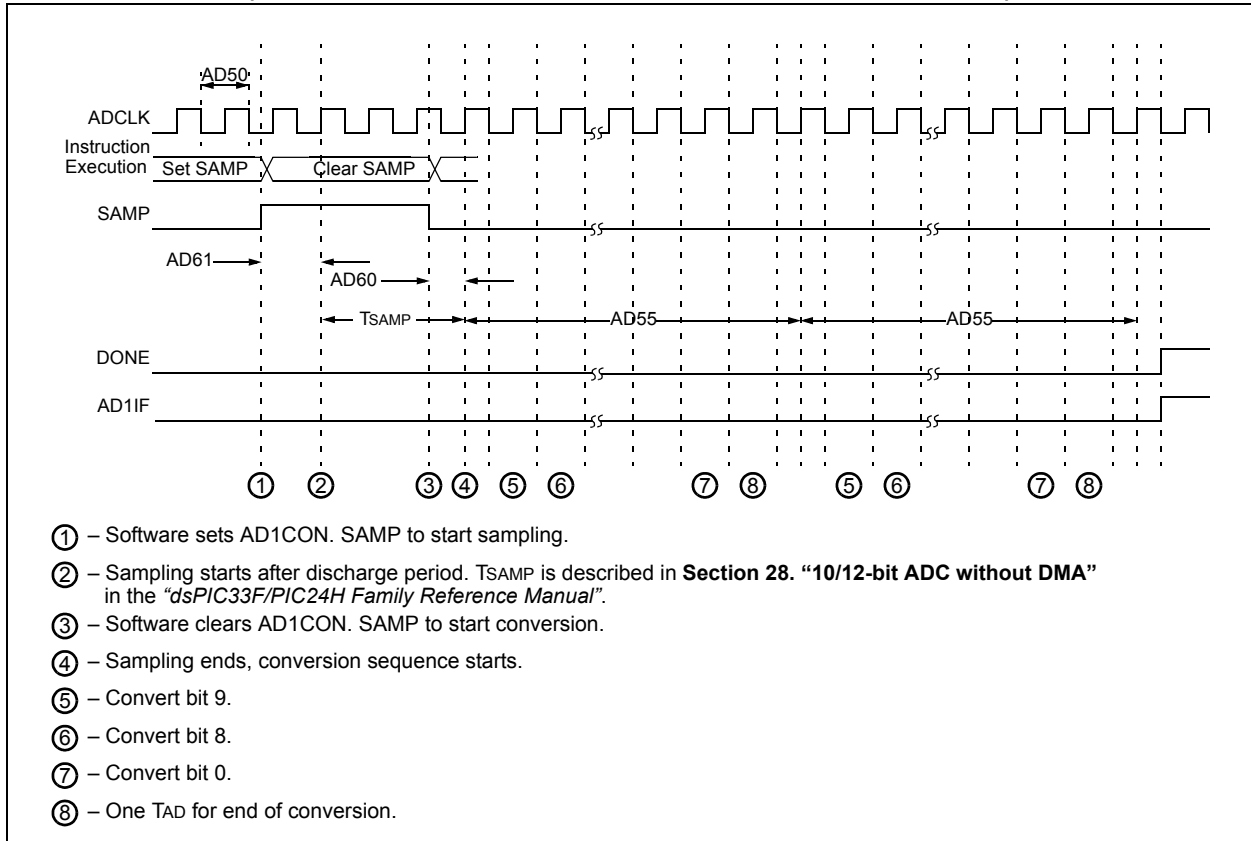 AD50
ADCLK
Instruction
Execution Set SAMP Clear SAMP
SAMP
AD61
AD60
TSAMP AD55 AD55
DONE
AD1IF
1 2 3 4 5 6 7 8 5 6 7 8
1 – Software sets AD1CON. SAMP to start sampling.
2 – Sampling starts after discharge period. TSAMP is described in Section 28. “10/12-bit ADC without DMA”
in the “dsPIC33F/PIC24H Family Reference Manual”.
3 – Software clears AD1CON. SAMP to start conversion.
4 – Sampling ends, conversion sequence starts.
5 – Convert bit 9.
6 – Convert bit 8.
7 – Convert bit 0.
8 – One TAD for end of conversion.